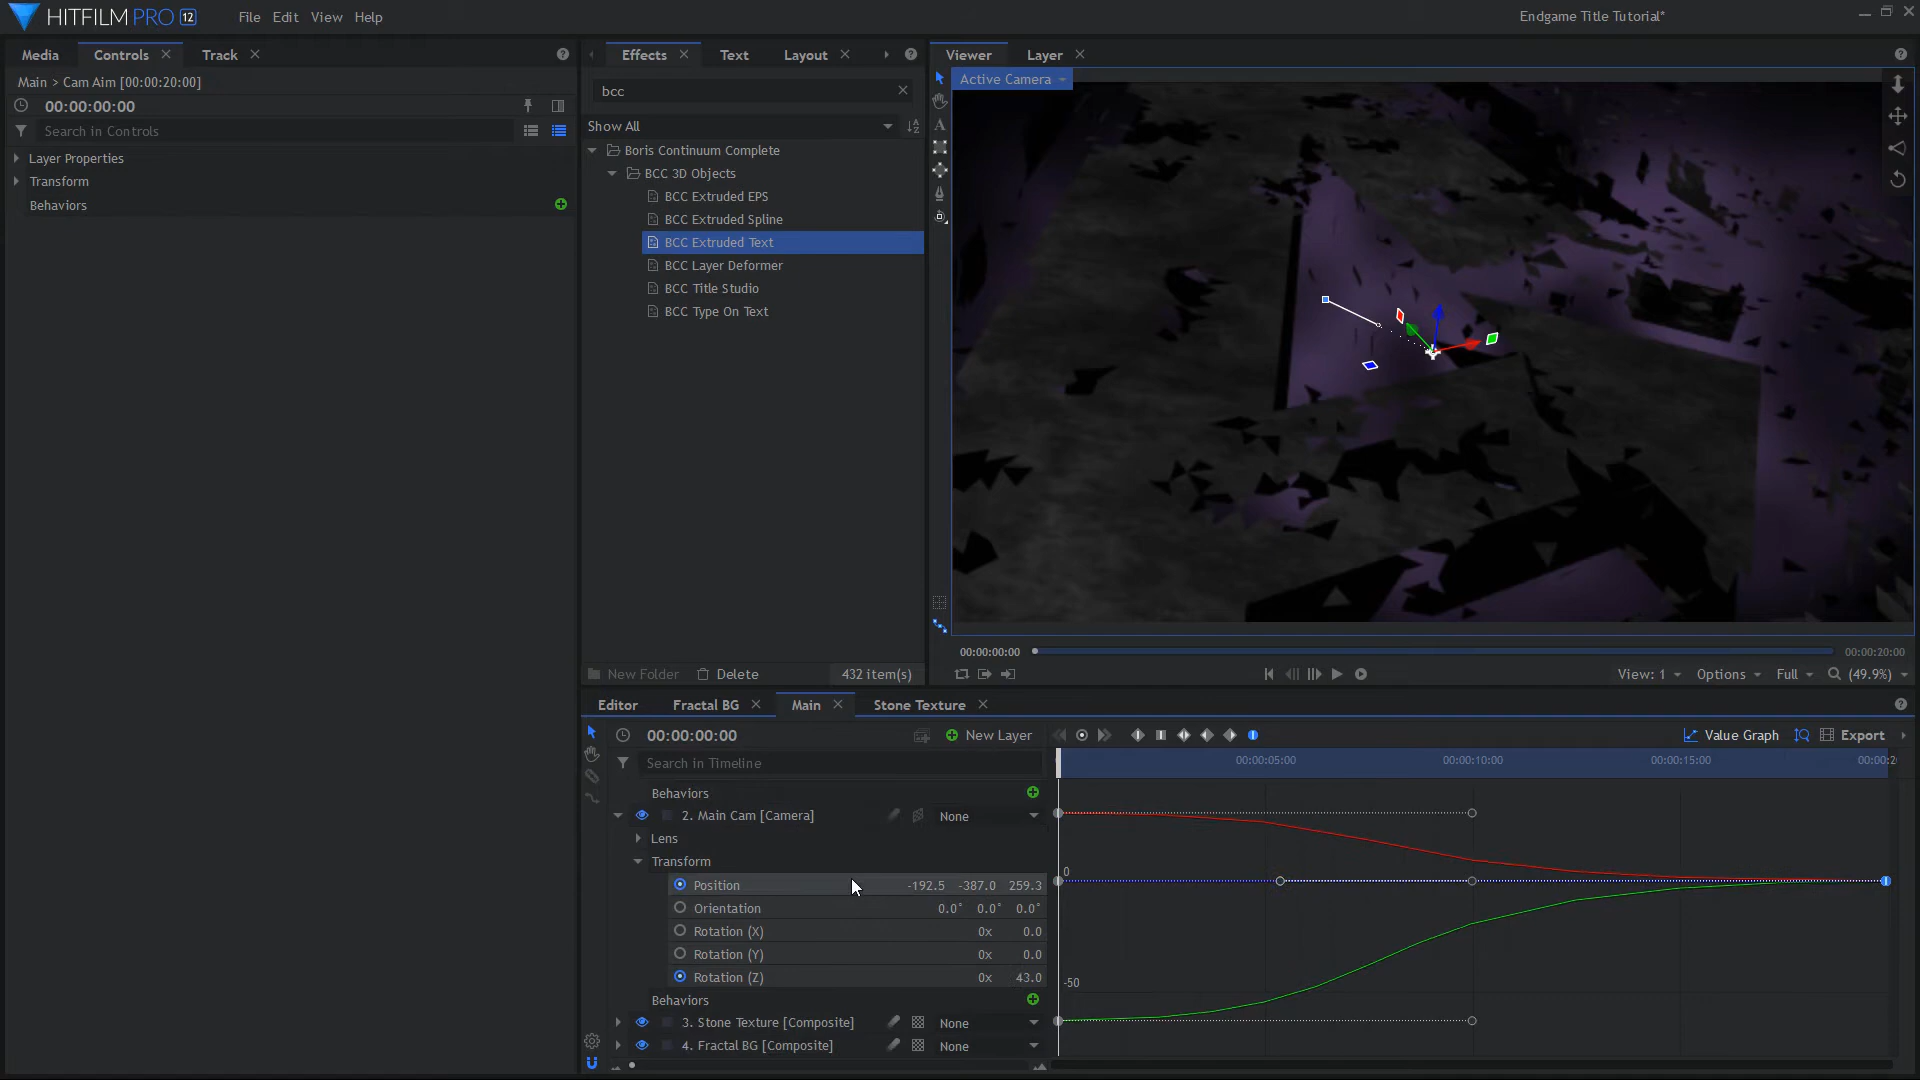 HITFILM PRO 12 File Edit View Help Endgame Title Tutorial*
Media Controls Track
Main > Cam Aim [00:00:20:00]
00:00:00:00
Search in Controls
Layer Properties
Transform
Behaviors
Effects Text Layout
bcc
Show All
Boris Continuum Complete
BCC 3D Objects
BCC Extruded EPS
BCC Extruded Spline
BCC Extruded Text
BCC Layer Deformer
BCC Title Studio
BCC Type On Text
New Folder Delete 432 item(s)
Viewer Layer
Active Camera
00:00:00:00 00:00:20:00
View: 1 Options Full (49.9%)
Editor Fractal BG Main Stone Texture
00:00:00:00 New Layer Value Graph Export
Search in Timeline
00:00:05:00 00:00:10:00 00:00:15:00 00:00:2
Behaviors
2. Main Cam [Camera] None
Lens
Transform
Position -192.5 -387.0 259.3
Orientation 0.0° 0.0° 0.0°
Rotation (X) 0x 0.0
Rotation (Y) 0x 0.0
Rotation (Z) 0x 43.0
Behaviors
3. Stone Texture [Composite] None
4. Fractal BG [Composite] None
0
-50